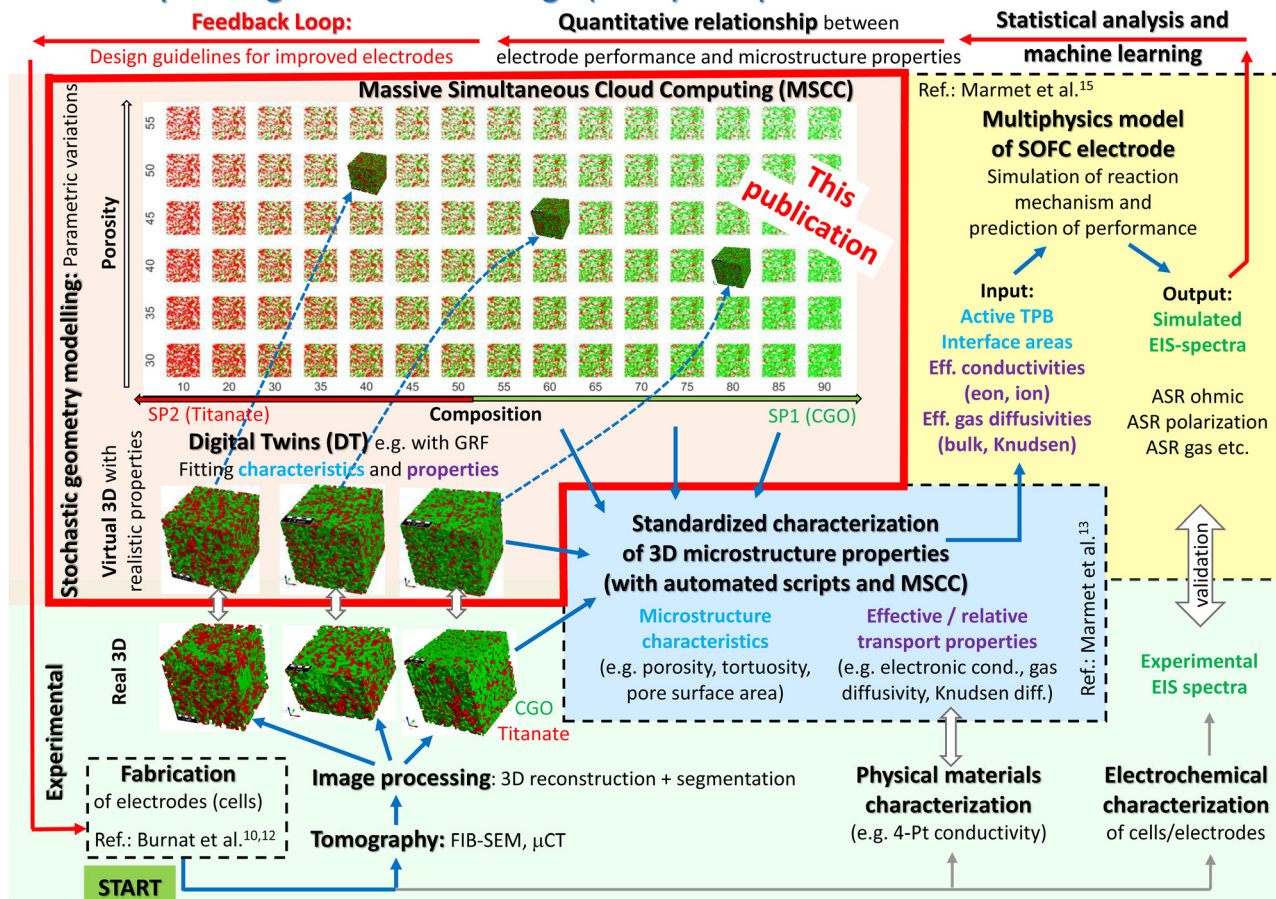 Feedback Loop:
Design guidelines for improved electrodes
Quantitative relationship between
electrode performance and microstructure properties
Statistical analysis and
machine learning
Stochastic geometry modelling: Parametric variations
Massive Simultaneous Cloud Computing (MSCC)
Porosity
55
50
45
40
35
30
10 20 30 40 50 60 70 75 80 90
This
publication
SP2 (Titanate)
Composition
SP1 (CGO)
Virtual 3D with
realistic properties
Digital Twins (DT) e.g. with GRF
Fitting characteristics and properties
Ref.: Marmet et al.15
Multiphysics model
of SOFC electrode
Simulation of reaction
mechanism and
prediction of performance
Input:
Active TPB
Interface areas
Eff. conductivities
(eon, ion)
Eff. gas diffusivities
(bulk, Knudsen)
Output:
Simulated
EIS-spectra
ASR ohmic
ASR polarization
ASR gas etc.
Standardized characterization
of 3D microstructure properties
(with automated scripts and MSCC)
Microstructure
characteristics
(e.g. porosity, tortuosity,
pore surface area)
Effective / relative
transport properties
(e.g. electronic cond., gas
diffusivity, Knudsen diff.)
Ref.: Marmet et al.13
validation
Experimental
EIS spectra
Experimental
Real 3D
CGO
Titanate
Fabrication
of electrodes (cells)
Ref.: Burnat et al.10,12
START
Image processing: 3D reconstruction + segmentation
Tomography: FIB-SEM, μCT
Physical materials
characterization
(e.g. 4-Pt conductivity)
Electrochemical
characterization
of cells/electrodes